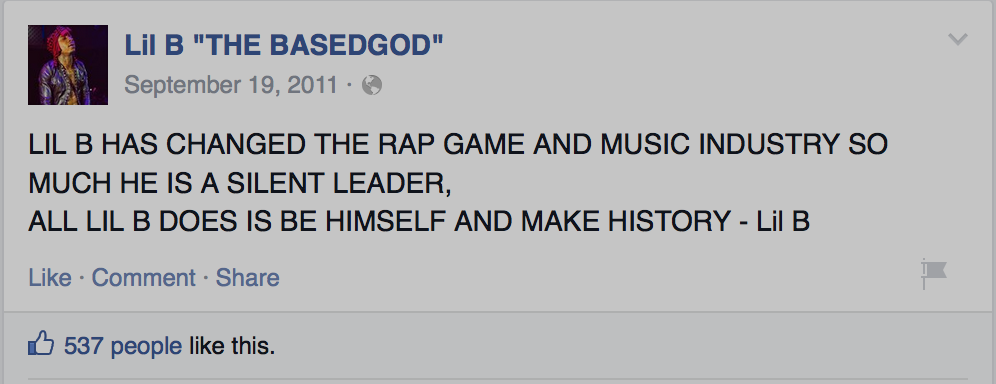 Lil B "THE BASEDGOD"
September 19, 2011 ·
LIL B HAS CHANGED THE RAP GAME AND MUSIC INDUSTRY SO
MUCH HE IS A SILENT LEADER,
ALL LIL B DOES IS BE HIMSELF AND MAKE HISTORY - Lil B
Like · Comment · Share
537 people like this.